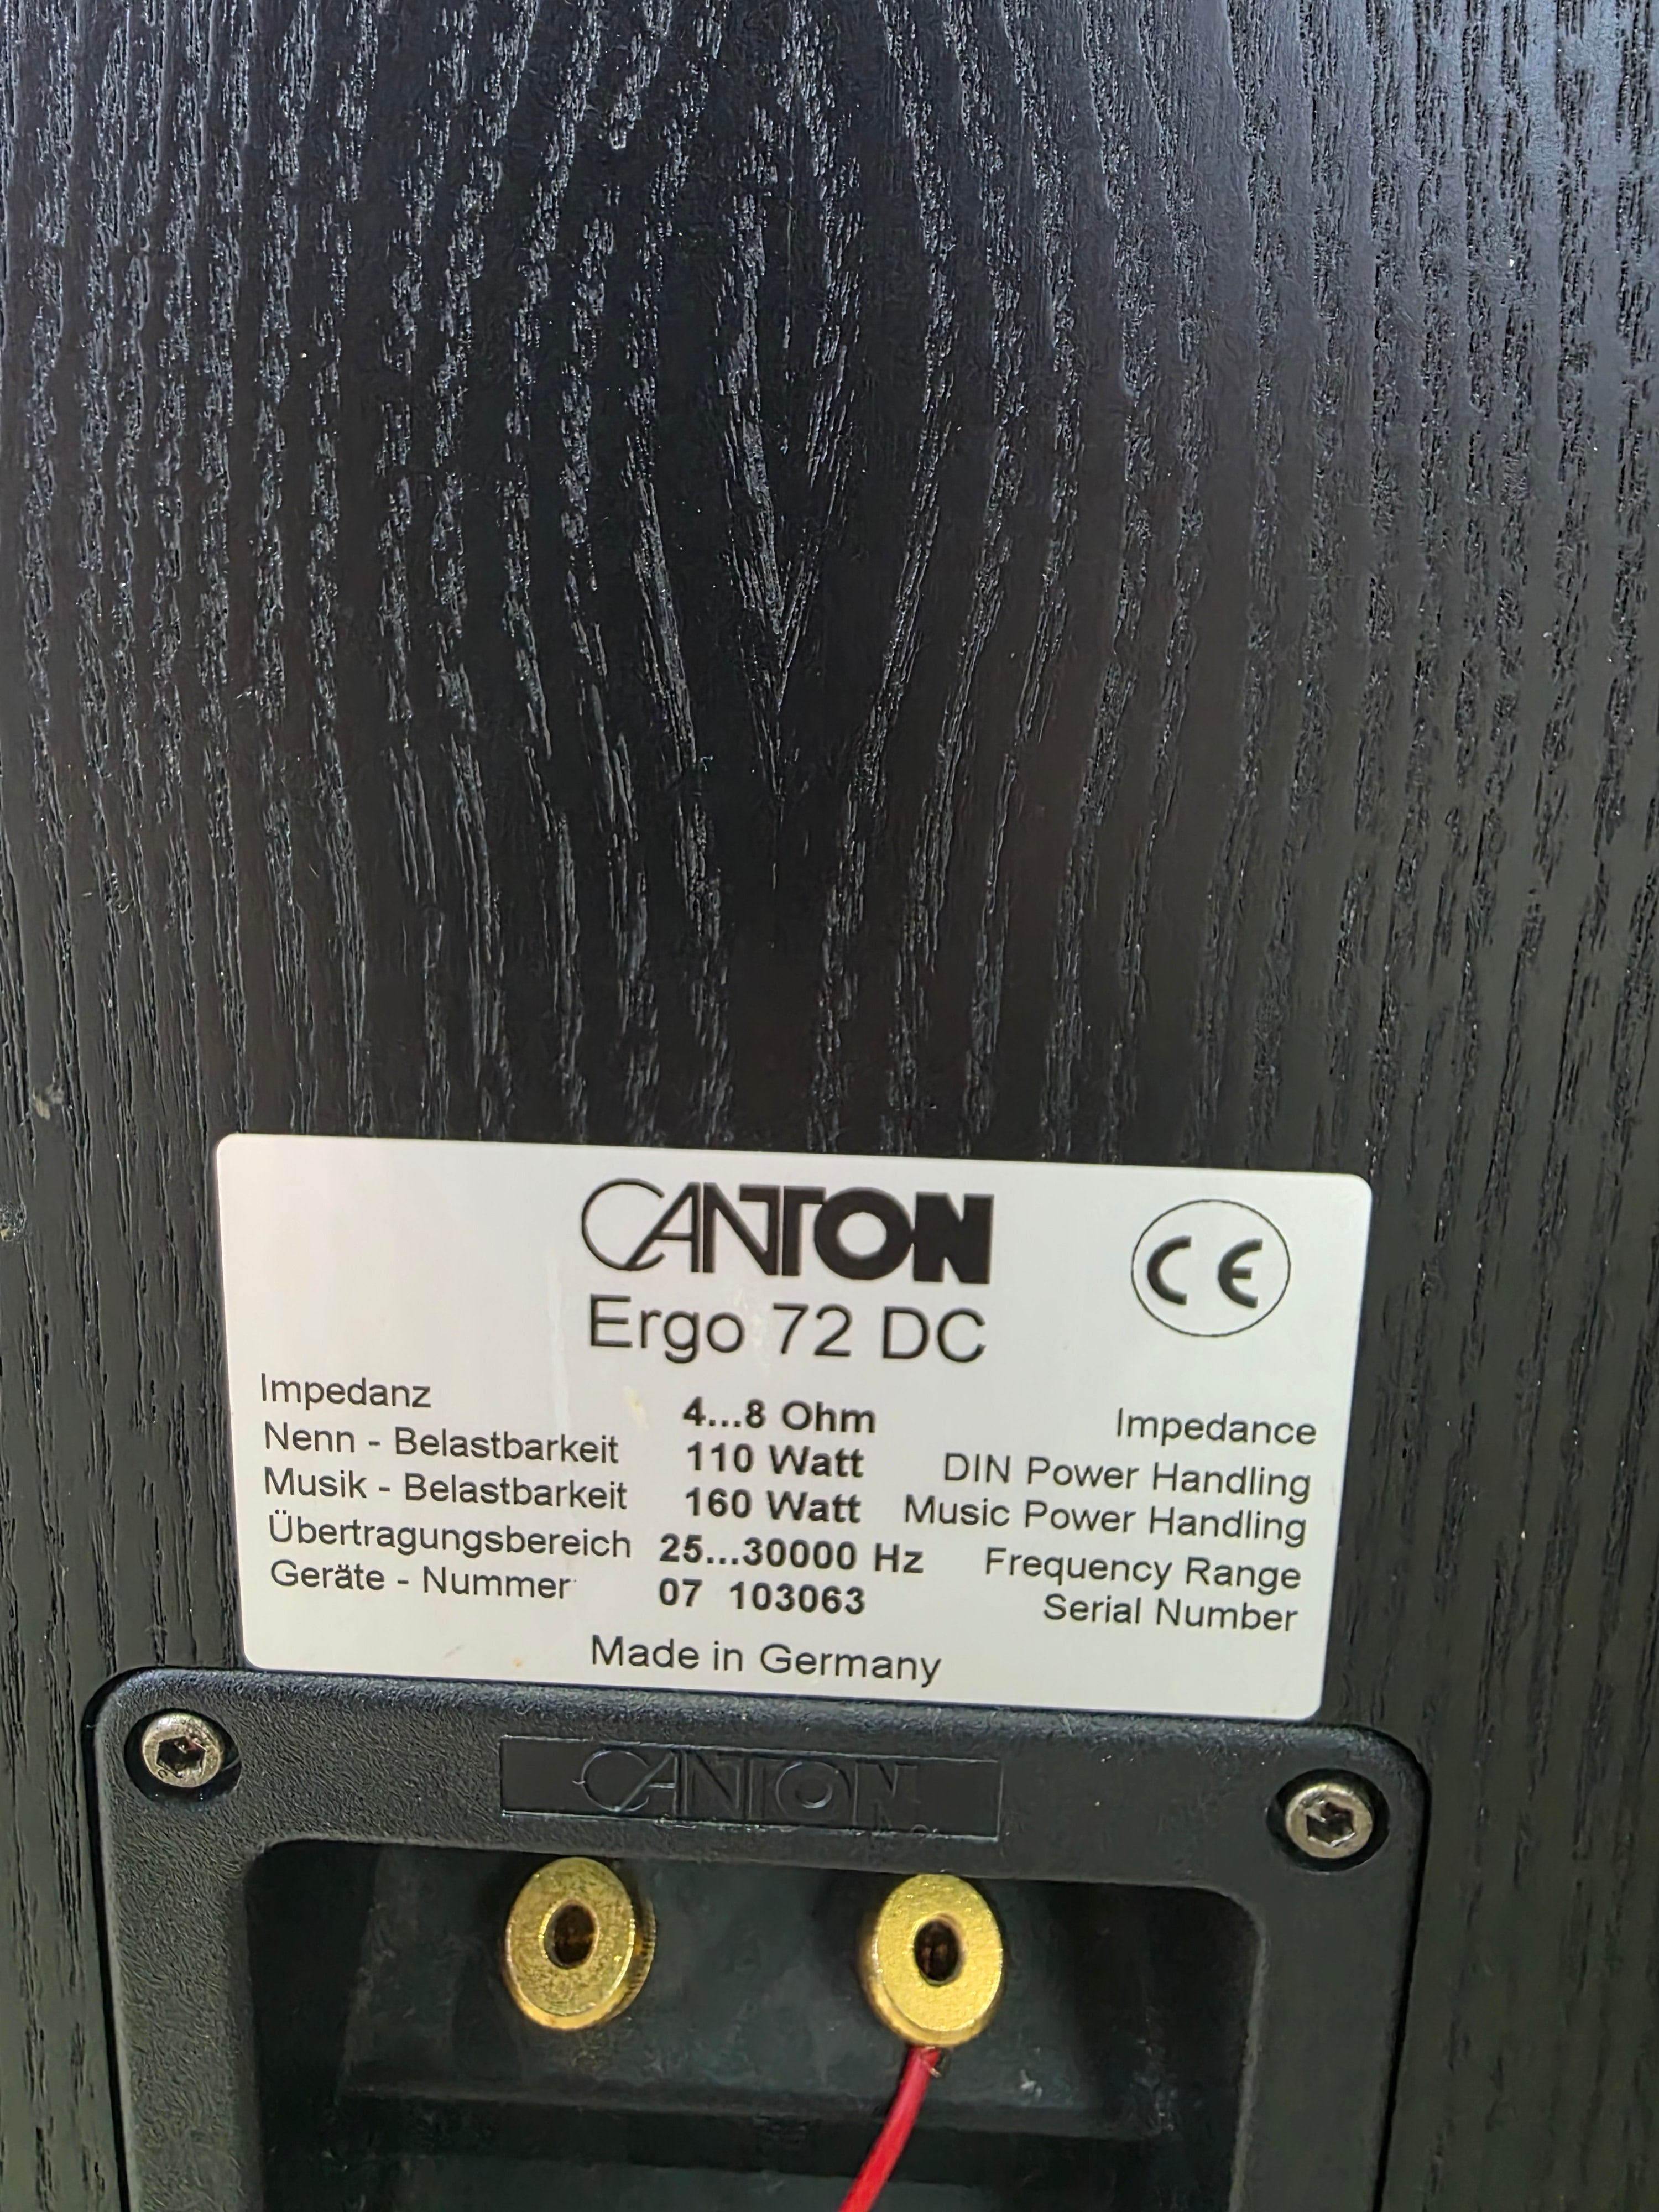 CANTON
CE
Ergo 72 DC
Impedanz 4...8 Ohm Impedance
Nenn - Belastbarkeit 110 Watt DIN Power Handling
Musik - Belastbarkeit 160 Watt Music Power Handling
Übertragungsbereich 25...30000 Hz Frequency Range
Geräte - Nummer 07 103063 Serial Number
Made in Germany
CANTON